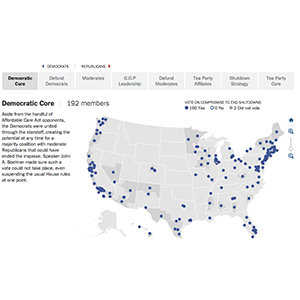 DEMOCRATS REPUBLICANS
Democratic Core
Defund Democrats
Moderates
G.O.P Leadership
Defund Moderates
Tea Party Affiliates
Shutdown Strategy
Tea Party Core
Democratic Core 192 members
VOTE ON COMPROMISE TO END SHUTDOWNS
190 Yes 0 No 2 Did not vote
Aside from the handful of
Affordable Care Act opponents,
the Democrats were united
through the standoff, creating the
potential at any time for a
majority coalition with moderate
Republicans that could have
ended the impasse. Speaker John
A. Boehner made sure such a
vote could not take place, even
suspending the usual House rules
at one point.